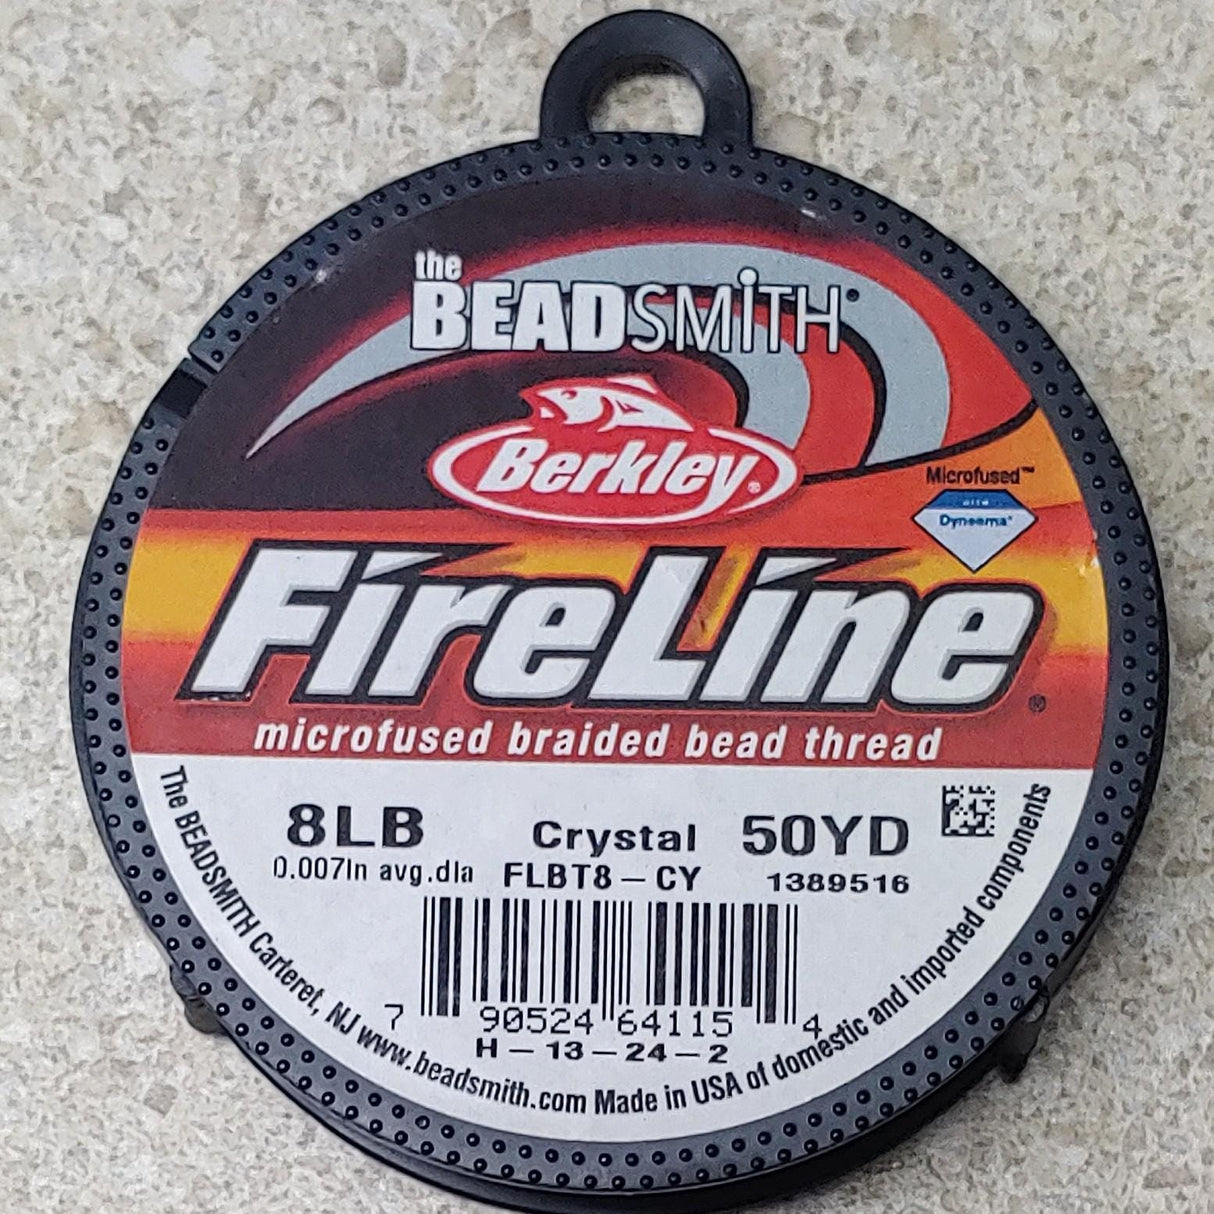 the
BEADSMITH®
Berkley®
Microfused™
with
Dyneema®
FireLine®
microfused braided bead thread
8LB Crystal 50YD
0.007In avg.dia FLBT8-CY 1389516
7 90524 64115 4
H-13-24-2
The BEADSMITH Carteret, NJ www.beadsmith.com Made in USA of domestic and imported components